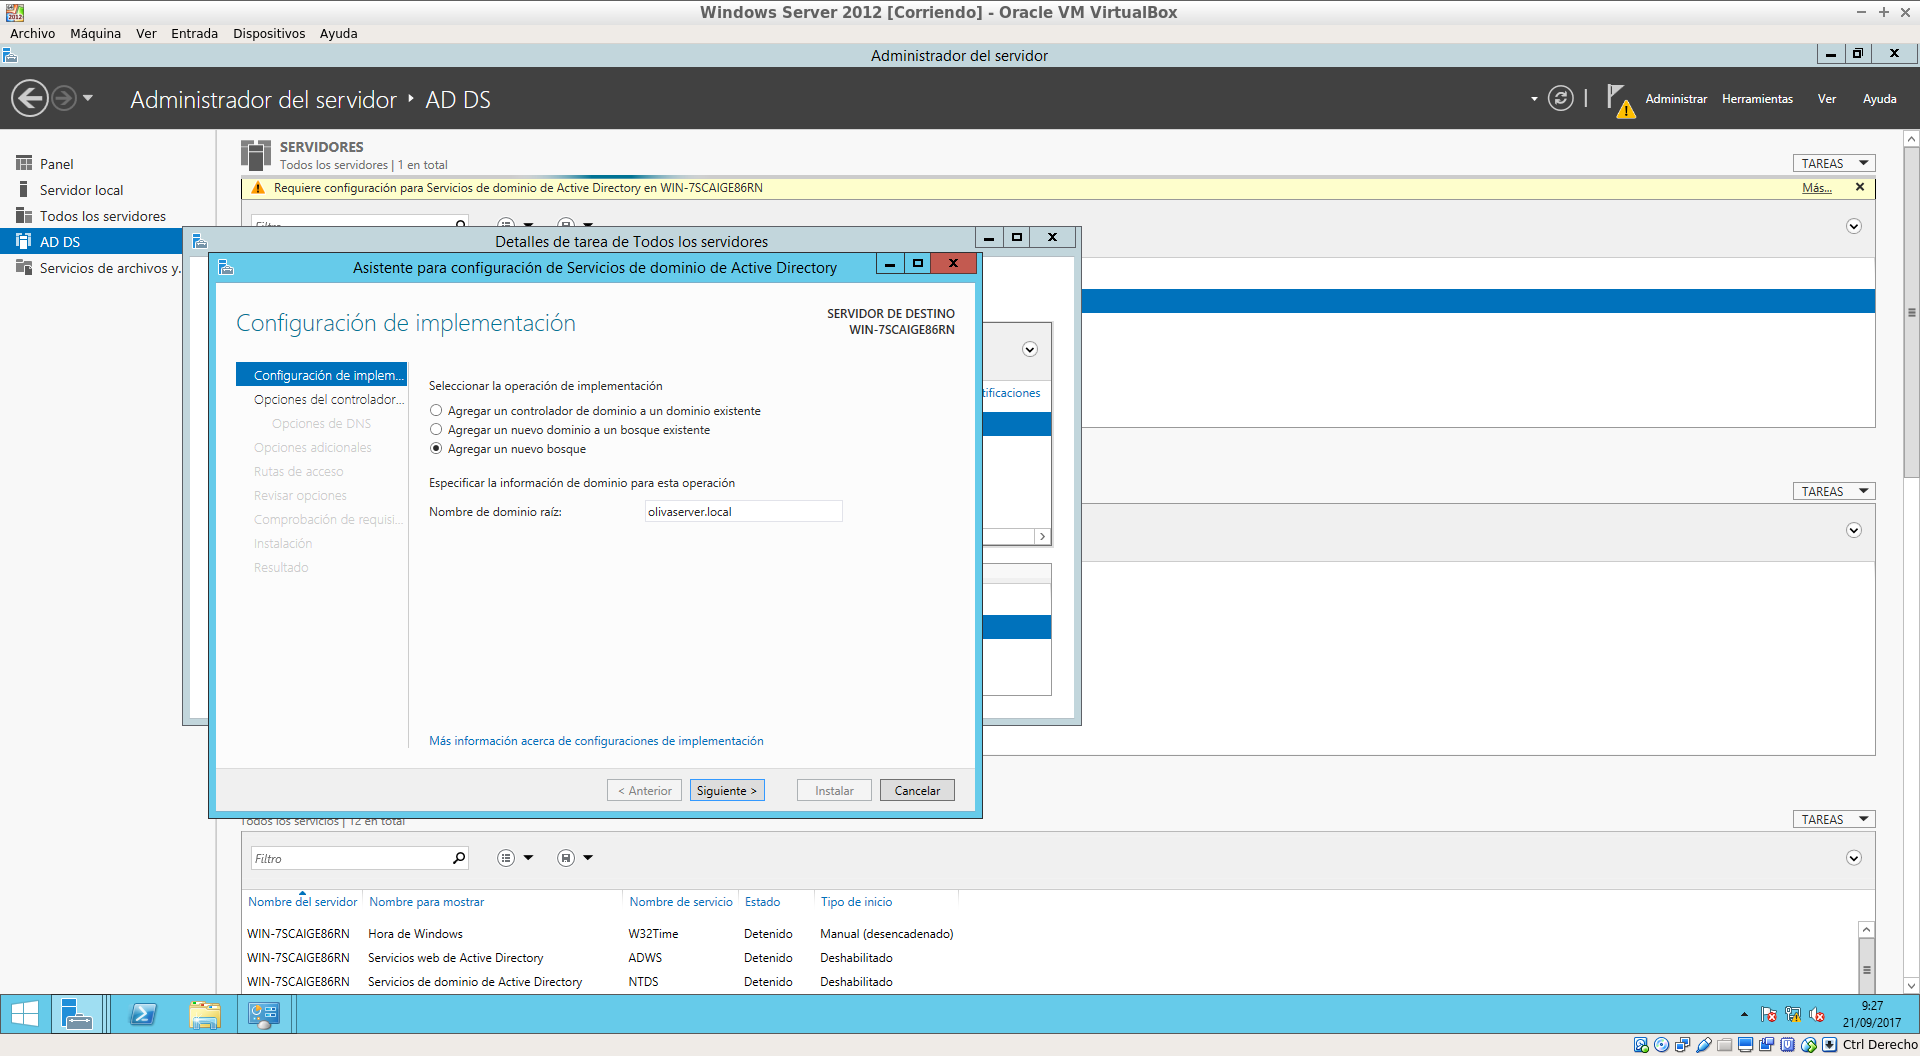 Windows Server 2012 [Corriendo] - Oracle VM VirtualBox
Archivo Máquina Ver Entrada Dispositivos Ayuda
Administrador del servidor
Administrador del servidor ‣ AD DS
Administrar Herramientas Ver Ayuda
Panel
Servidor local
Todos los servidores
AD DS
Servicios de archivos y.
SERVIDORES
Todos los servidores | 1 en total
TAREAS
Requiere configuración para Servicios de dominio de Active Directory en WIN-7SCAIGE86RN
Más...
Filtro
Detalles de tarea de Todos los servidores
Asistente para configuración de Servicios de dominio de Active Directory
Configuración de implementación
SERVIDOR DE DESTINO
WIN-7SCAIGE86RN
Configuración de implem...
Opciones del controlador...
Opciones de DNS
Opciones adicionales
Rutas de acceso
Revisar opciones
Comprobación de requisi...
Instalación
Resultado
Seleccionar la operación de implementación
Agregar un controlador de dominio a un dominio existente
Agregar un nuevo dominio a un bosque existente
Agregar un nuevo bosque
Especificar la información de dominio para esta operación
Nombre de dominio raíz: olivaserver.local
Más información acerca de configuraciones de implementación
< Anterior Siguiente > Instalar Cancelar
tificaciones
TAREAS
Todos los servicios | 12 en total
TAREAS
Filtro
Nombre del servidor Nombre para mostrar Nombre de servicio Estado Tipo de inicio
WIN-7SCAIGE86RN Hora de Windows W32Time Detenido Manual (desencadenado)
WIN-7SCAIGE86RN Servicios web de Active Directory ADWS Detenido Deshabilitado
WIN-7SCAIGE86RN Servicios de dominio de Active Directory NTDS Detenido Deshabilitado
9:27
21/09/2017
Ctrl Derecho